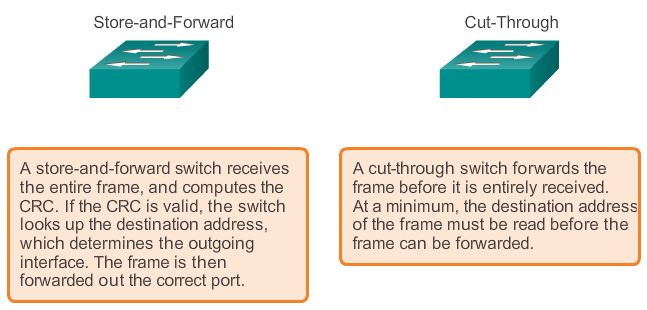 Store-and-Forward
Cut-Through
A store-and-forward switch receives
the entire frame, and computes the
CRC. If the CRC is valid, the switch
looks up the destination address,
which determines the outgoing
interface. The frame is then
forwarded out the correct port.
A cut-through switch forwards the
frame before it is entirely received.
At a minimum, the destination address
of the frame must be read before the
frame can be forwarded.